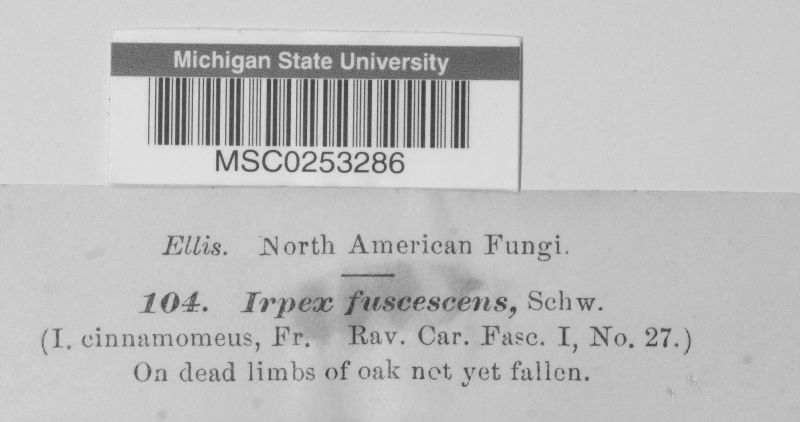 Michigan State University
MSC0253286
Ellis. North American Fungi.
104. Irpex fuscescens, Schw.
(I. cinnamomeus, Fr. Rav. Car. Fasc. I, No. 27.)
On dead limbs of oak not yet fallen.